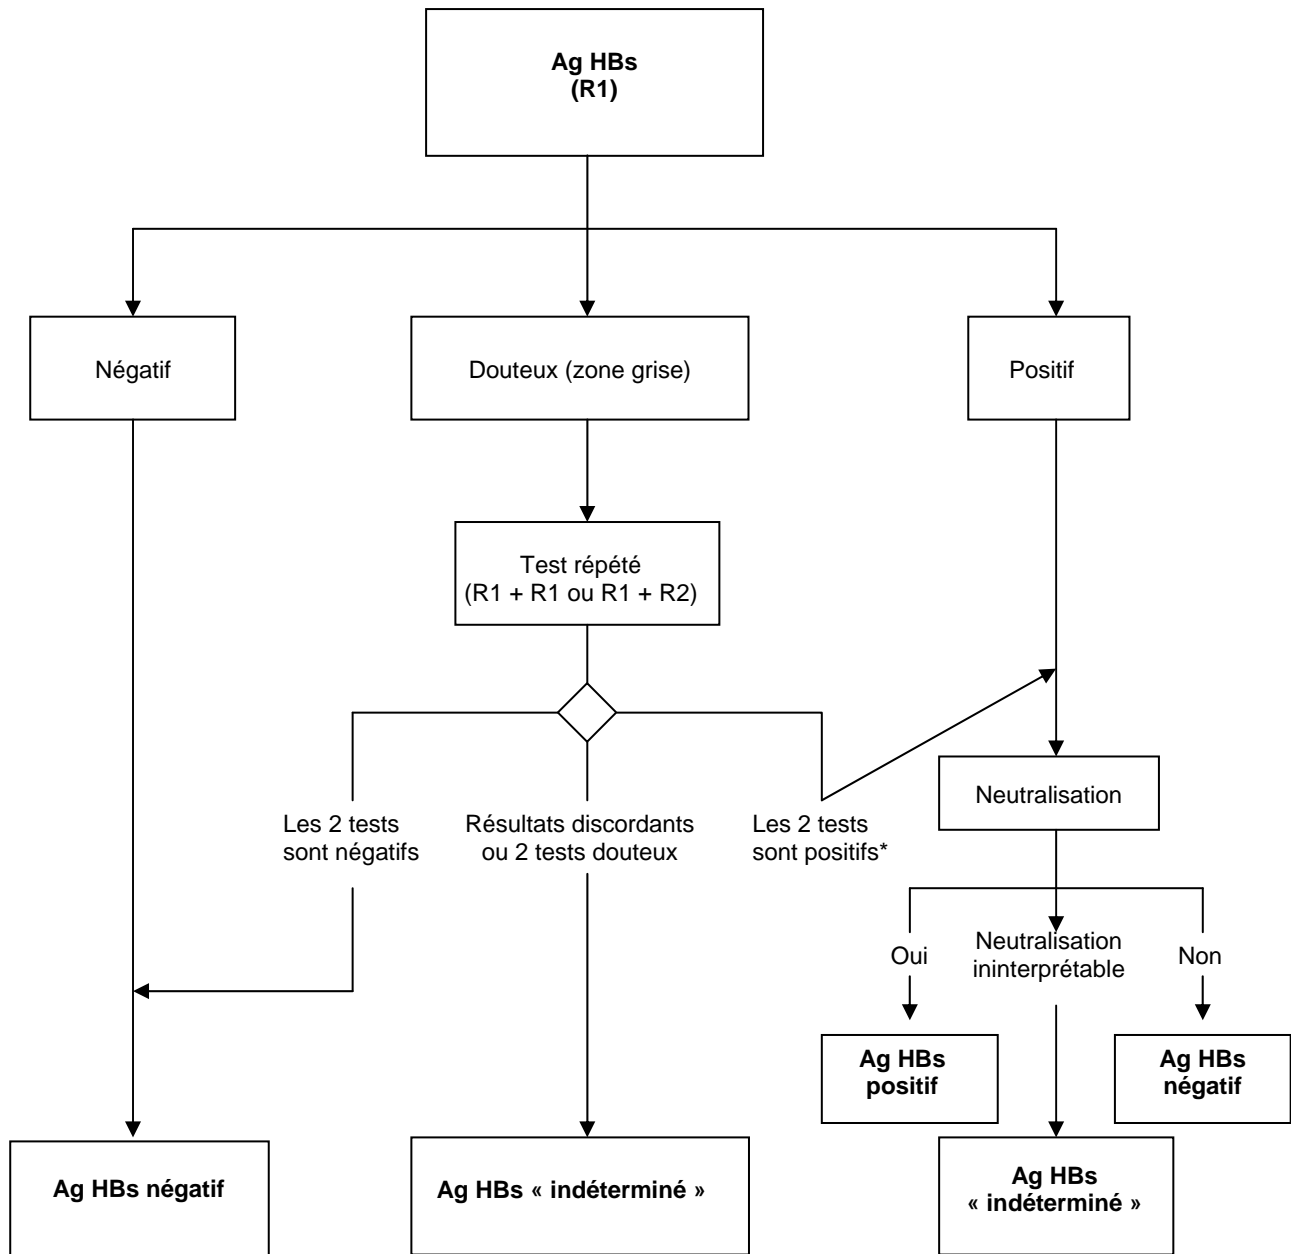 Ag HBs
(R1)
Négatif
Douteux (zone grise)
Positif
Test répété
(R1 + R1 ou R1 + R2)
Les 2 tests
sont négatifs
Résultats discordants
ou 2 tests douteux
Les 2 tests
sont positifs*
Neutralisation
Oui
Neutralisation
ininterprétable
Non
Ag HBs
positif
Ag HBs
négatif
Ag HBs négatif
Ag HBs « indéterminé »
Ag HBs
« indéterminé »